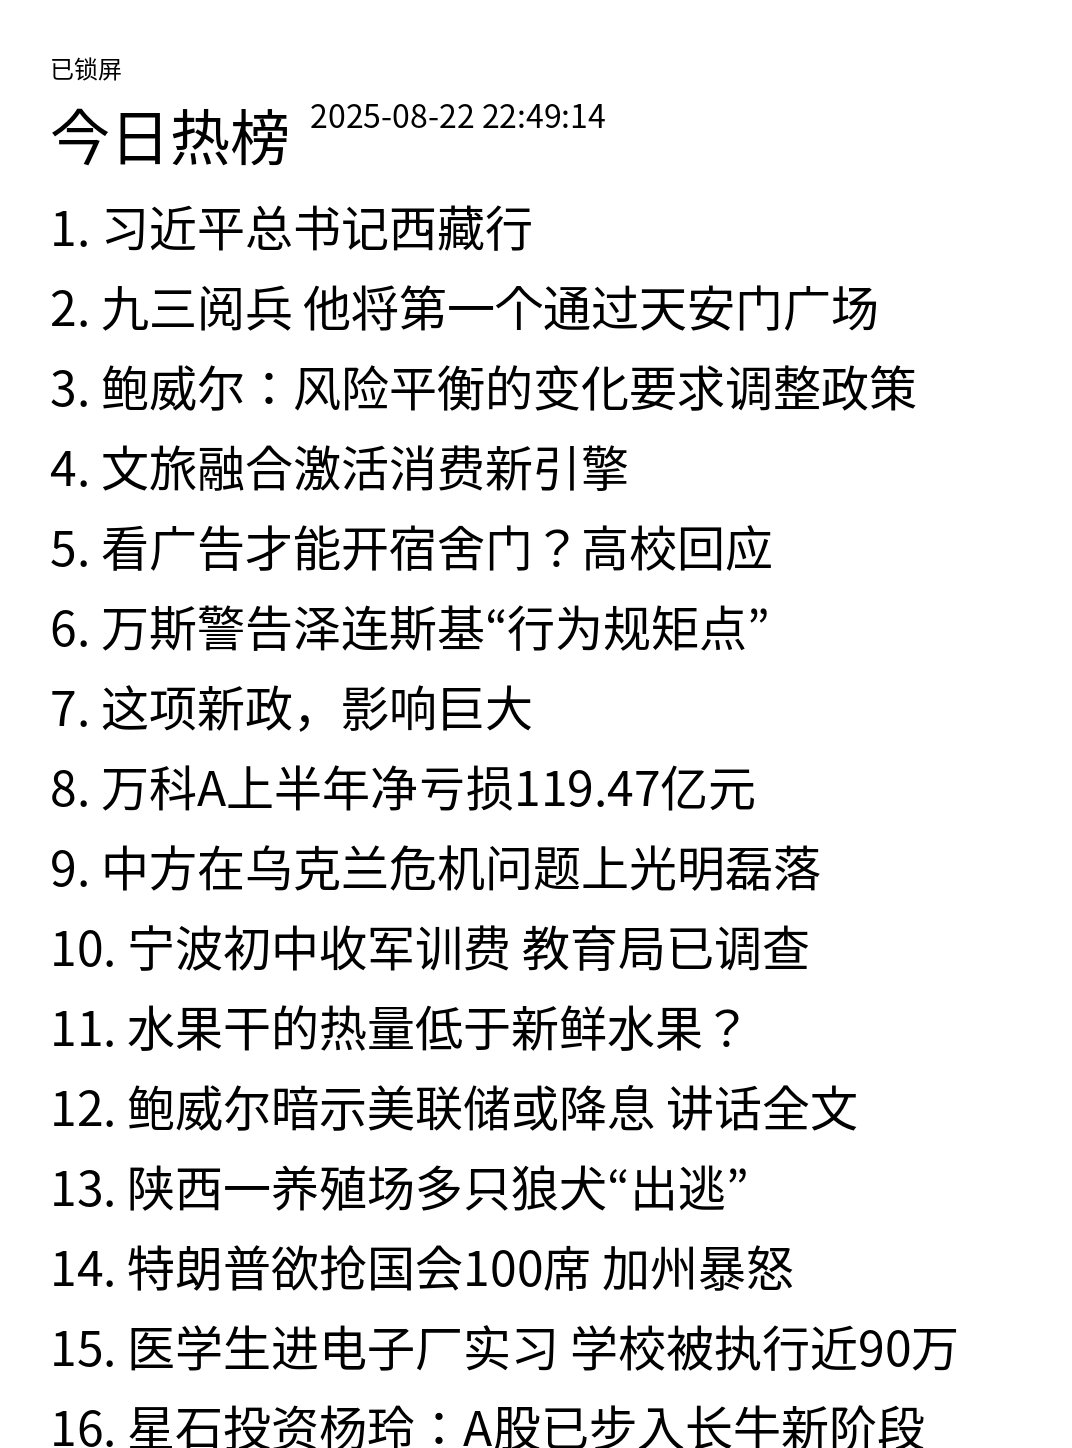 已锁屏
今日热榜 2025-08-22 22:49:14
1. 习近平总书记西藏行
2. 九三阅兵 他将第一个通过天安门广场
3. 鲍威尔：风险平衡的变化要求调整政策
4. 文旅融合激活消费新引擎
5. 看广告才能开宿舍门？高校回应
6. 万斯警告泽连斯基“行为规矩点”
7. 这项新政，影响巨大
8. 万科A上半年净亏损119.47亿元
9. 中方在乌克兰危机问题上光明磊落
10. 宁波初中收军训费 教育局已调查
11. 水果干的热量低于新鲜水果？
12. 鲍威尔暗示美联储或降息 讲话全文
13. 陕西一养殖场多只狼犬“出逃”
14. 特朗普欲抢国会100席 加州暴怒
15. 医学生进电子厂实习 学校被执行近90万
16. 星石投资杨玲：A股已步入长牛新阶段